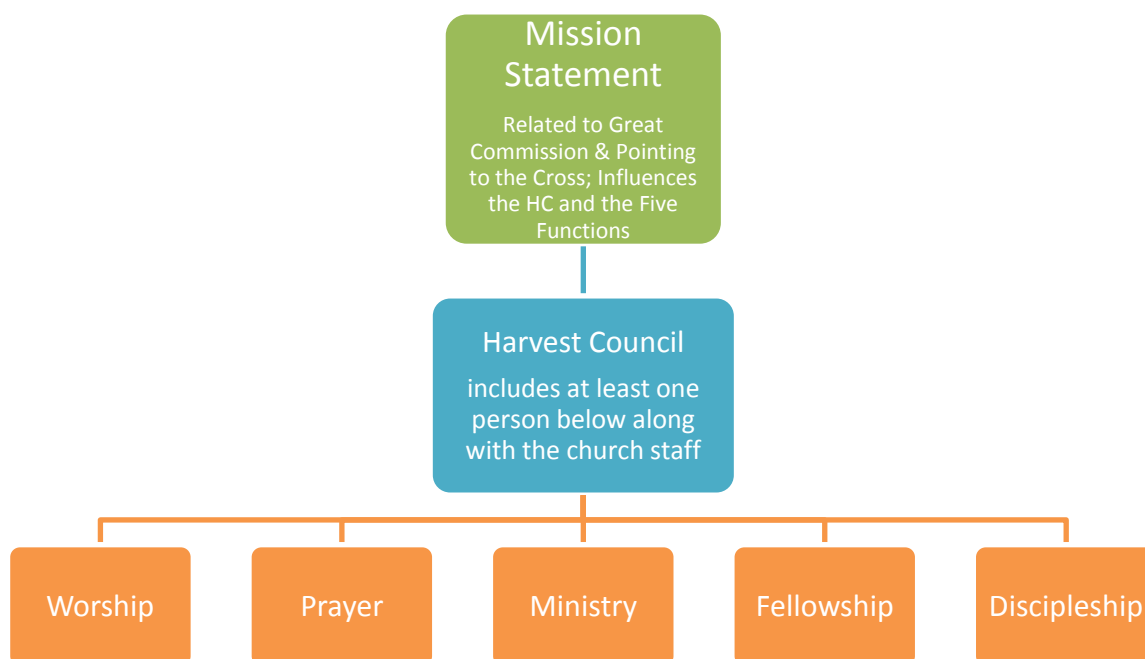 Mission
Statement
Related to Great
Commission & Pointing
to the Cross; Influences
the HC and the Five
Functions
Harvest Council
includes at least one
person below along
with the church staff
Worship
Prayer
Ministry
Fellowship
Discipleship